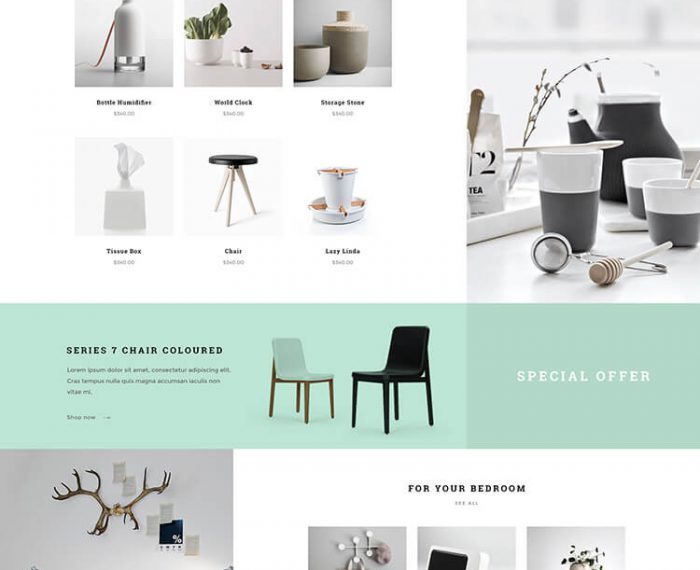 Bottle Humidifier
World Clock
Storage Stone
$340.00
$340.00
$340.00
T2
TEA
Tissue Box
Chair
Lazy Linda
$340.00
$340.00
$340.00
SERIES 7 CHAIR COLOURED
Lorem ipsum dolor sit amet, consectetur adipiscing elit.
Cras tempus nulla quis magna accumsan iaculis non
vitae mi.
Shop now
SPECIAL OFFER
FOR YOUR BEDROOM
SEE ALL
%